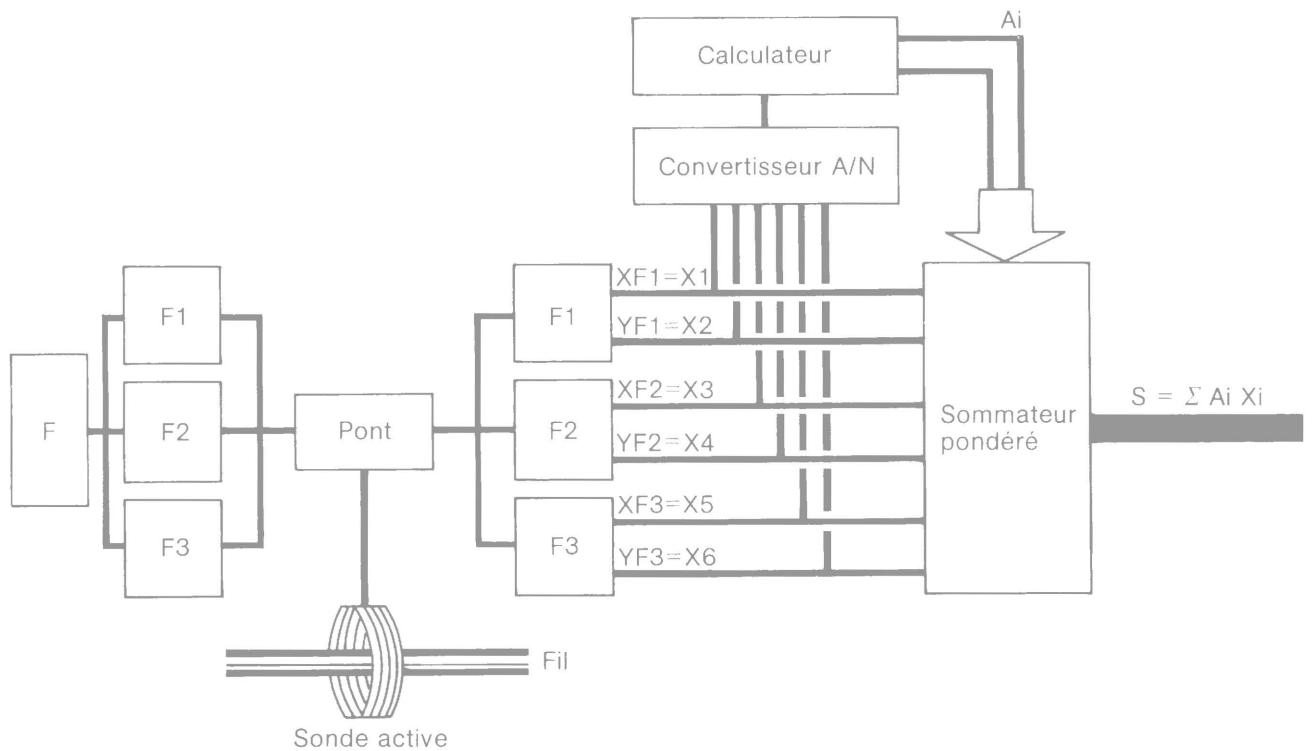 Ai
Calculateur
Convertisseur A/N
XF1=X1
F1
F1
YF1=X2
XF2=X3
S = Σ Ai Xi
F
F2
Pont
F2
Sommateur
pondéré
YF2=X4
XF3=X5
F3
F3
YF3=X6
Fil
Sonde active